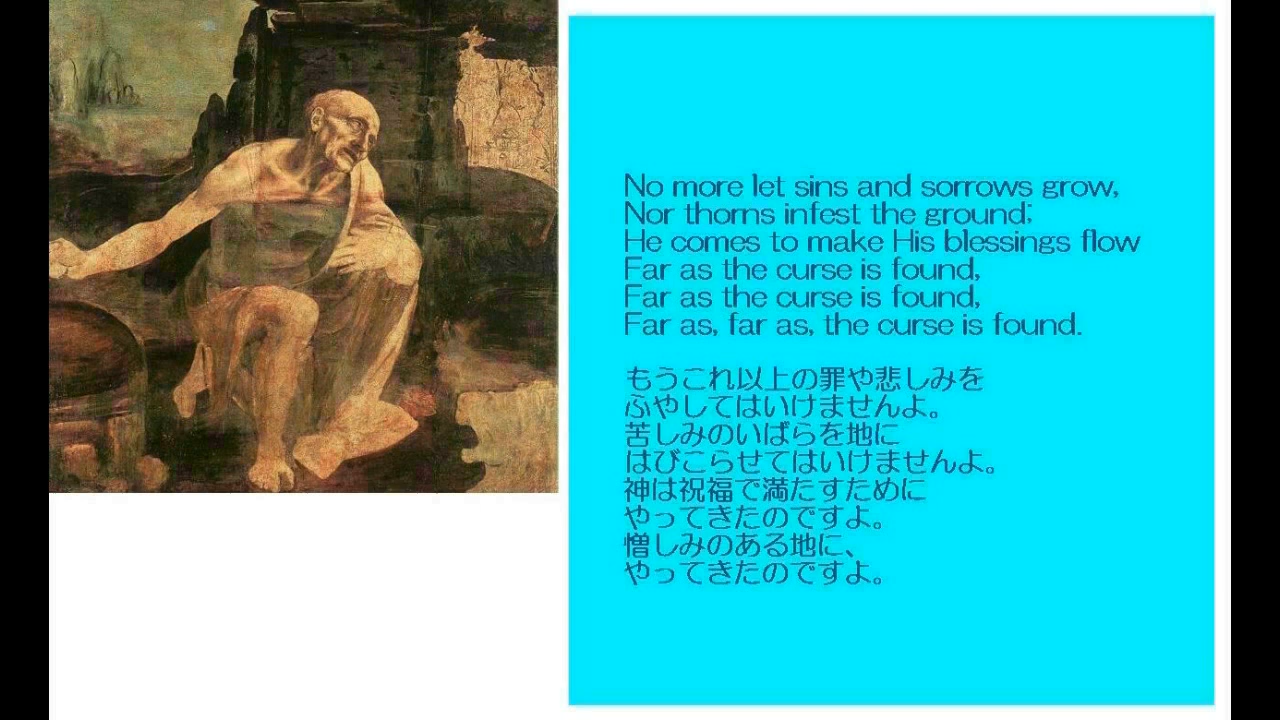 No more let sins and sorrows grow,
Nor thorns infest the ground;
He comes to make His blessings flow
Far as the curse is found,
Far as the curse is found,
Far as, far as, the curse is found.
もうこれ以上の罪や悲しみを
ふやしてはいけませんよ。
苦しみのいばらを地に
はびこらせてはいけませんよ。
神は祝福で満たすために
やってきたのですよ。
憎しみのある地に、
やってきたのですよ。